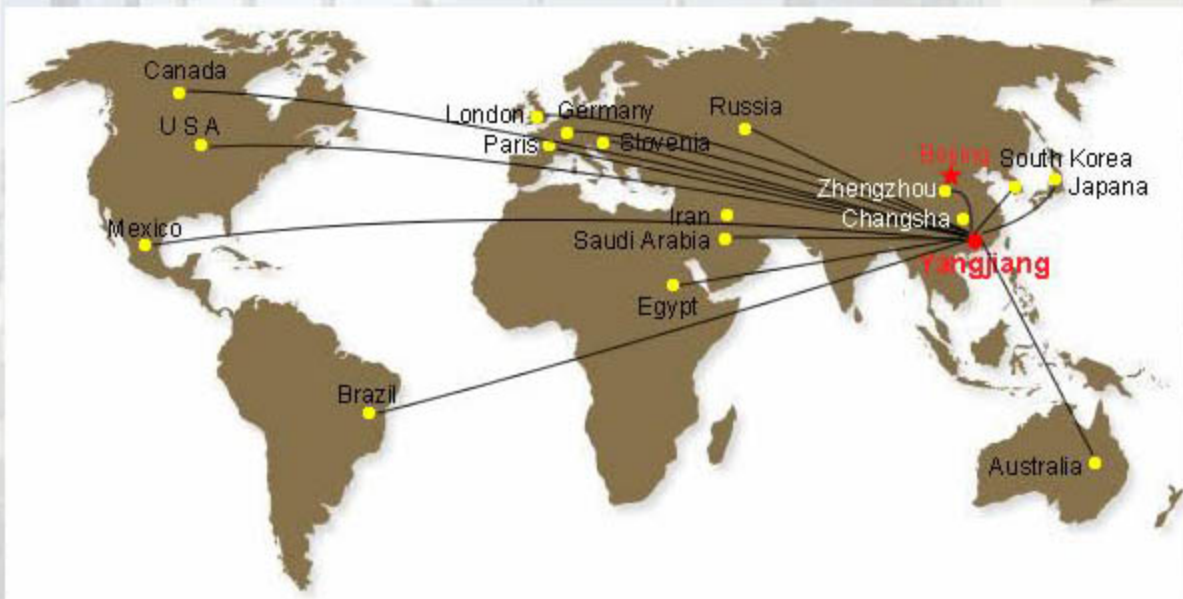 Canada
U S A
Mexico
Brazil
London
Germany
Paris
Slovenia
Russia
Iran
Saudi Arabia
Egypt
Beijing
Zhengzhou
Changsha
Yangjiang
South Korea
Japana
Australia